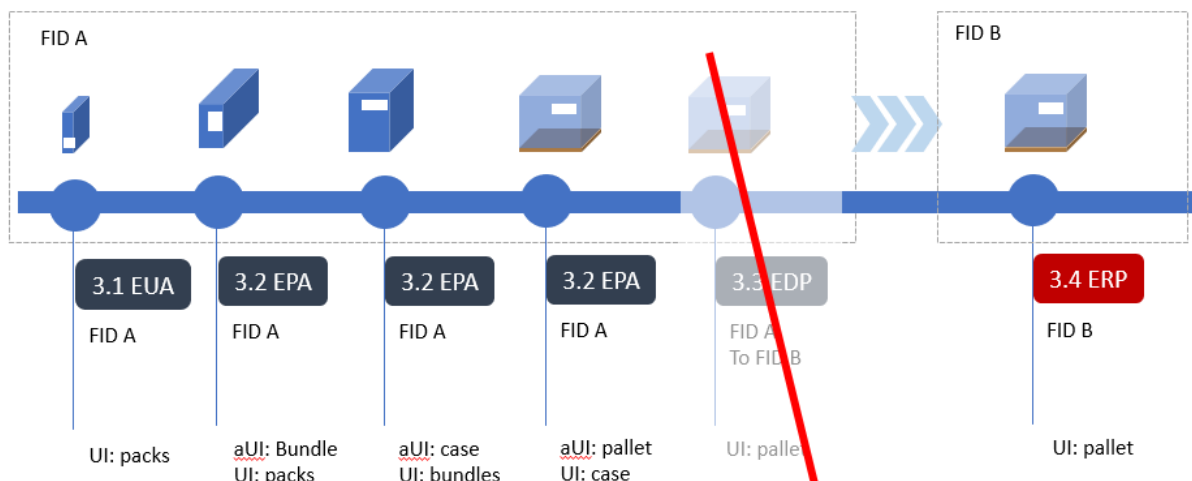 FID A
FID B
3.1 EUA
3.2 EPA
3.2 EPA
3.2 EPA
3.3 EDP
3.4 ERP
FID A
FID A
FID A
FID A
FID A
To FID B
FID B
UI: packs
aUI: Bundle
UI: packs
aUI: case
UI: bundles
aUI: pallet
UI: case
UI: pallet
UI: pallet